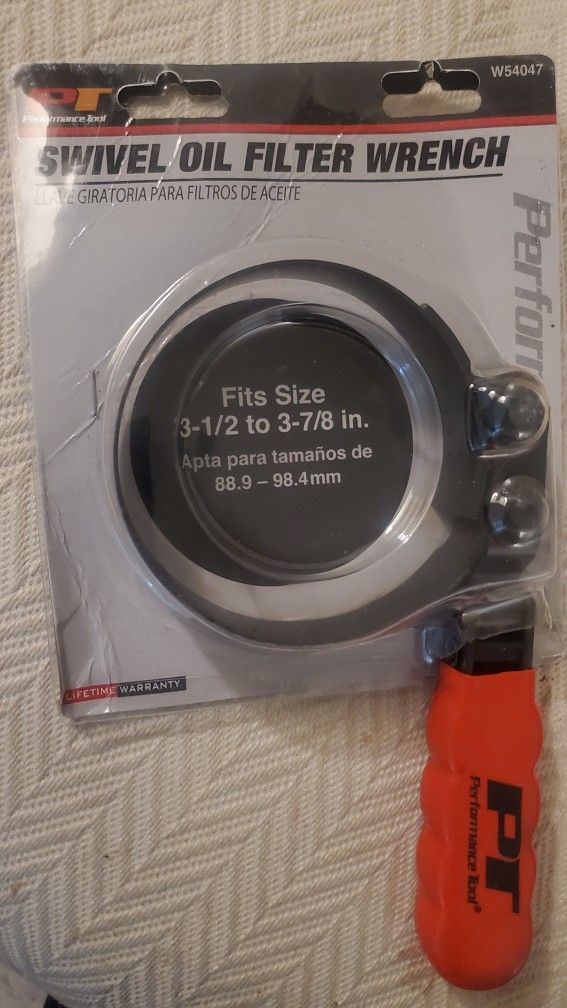 W54047
PT
Performance Tool
SWIVEL OIL FILTER WRENCH
LLAVE GIRATORIA PARA FILTROS DE ACEITE
Perform
Fits Size
3-1/2 to 3-7/8 in.
Apta para tamaños de
88.9 – 98.4mm
LIFETIME WARRANTY
PT
Performance Tool®